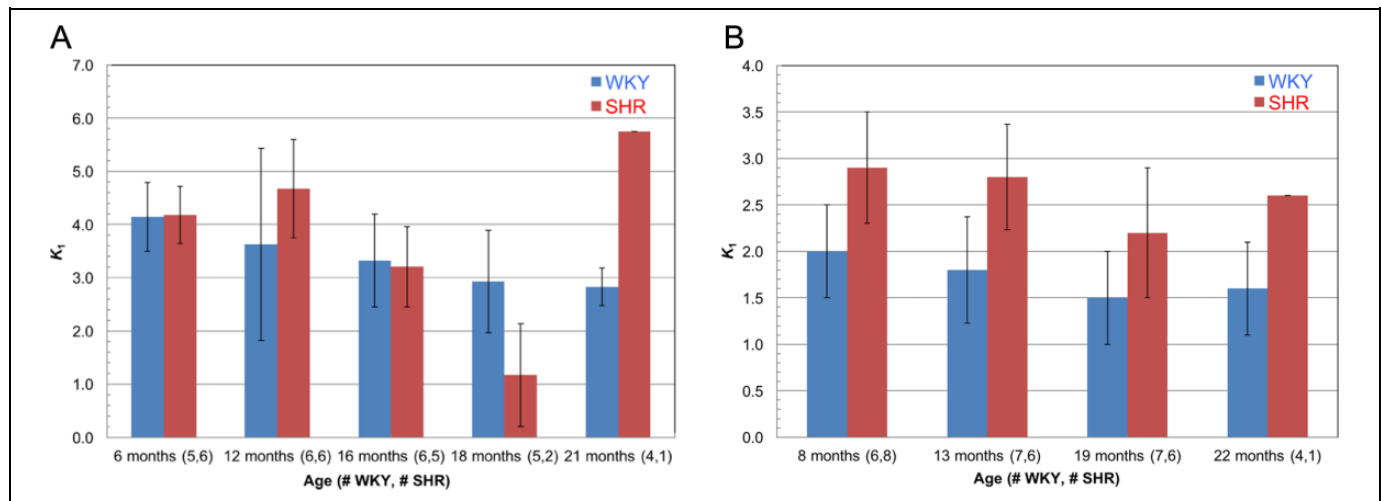 A
7.0
6.0
5.0
4.0
3.0
2.0
1.0
0.0
K1
WKY
SHR
6 months (5,6) 12 months (6,6) 16 months (6,5) 18 months (5,2) 21 months (4,1)
Age (# WKY, # SHR)
B
4.0
3.5
3.0
2.5
2.0
1.5
1.0
0.5
0.0
K1
WKY
SHR
8 months (6,8) 13 months (7,6) 19 months (7,6) 22 months (4,1)
Age (# WKY, # SHR)